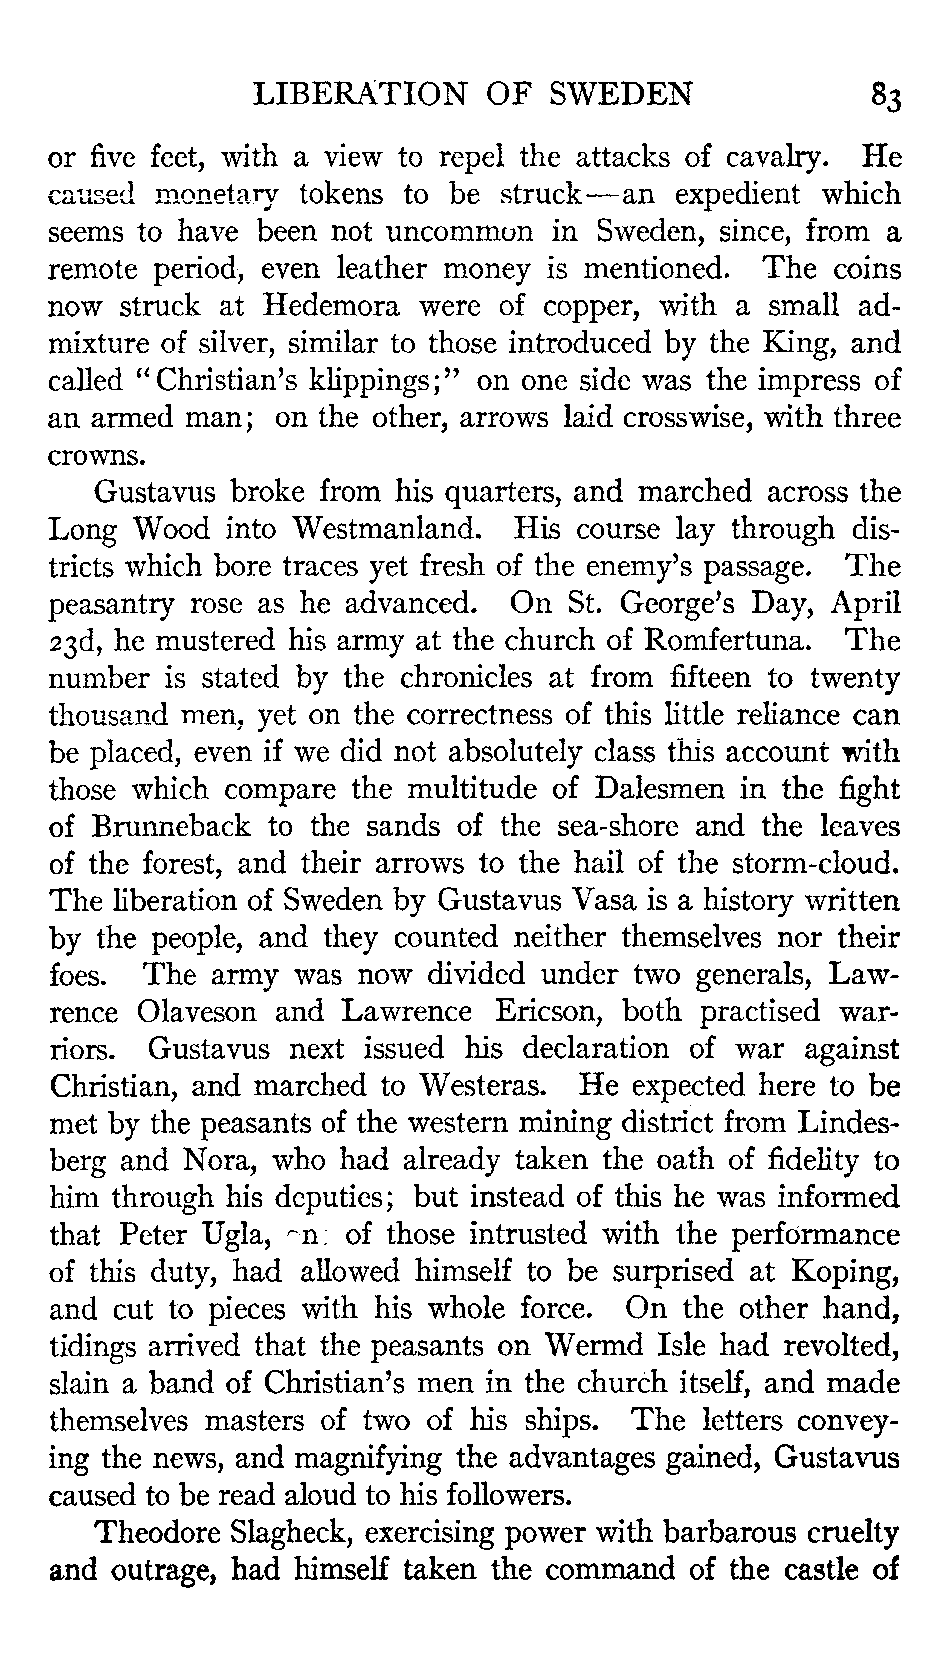 LIBERATION OF SWEDEN 83
or five feet, with a view to repel the attacks of cavalry. He
caused monetary tokens to be struck—an expedient which
seems to have been not uncommon in Sweden, since, from a
remote period, even leather money is mentioned. The coins
now struck at Hedemora were of copper, with a small ad-
mixture of silver, similar to those introduced by the King, and
called "Christian's klippings;" on one side was the impress of
an armed man; on the other, arrows laid crosswise, with three
crowns.
Gustavus broke from his quarters, and marched across the
Long Wood into Westmanland. His course lay through dis-
tricts which bore traces yet fresh of the enemy's passage. The
peasantry rose as he advanced. On St. George's Day, April
23d, he mustered his army at the church of Romfertuna. The
number is stated by the chronicles at from fifteen to twenty
thousand men, yet on the correctness of this little reliance can
be placed, even if we did not absolutely class this account with
those which compare the multitude of Dalesmen in the fight
of Brunneback to the sands of the sea-shore and the leaves
of the forest, and their arrows to the hail of the storm-cloud.
The liberation of Sweden by Gustavus Vasa is a history written
by the people, and they counted neither themselves nor their
foes. The army was now divided under two generals, Law-
rence Olaveson and Lawrence Ericson, both practised war-
riors. Gustavus next issued his declaration of war against
Christian, and marched to Westeras. He expected here to be
met by the peasants of the western mining district from Lindes-
berg and Nora, who had already taken the oath of fidelity to
him through his deputies; but instead of this he was informed
that Peter Ugla, of those intrusted with the performance
of this duty, had allowed himself to be surprised at Koping,
and cut to pieces with his whole force. On the other hand,
tidings arrived that the peasants on Wermd Isle had revolted,
slain a band of Christian's men in the church itself, and made
themselves masters of two of his ships. The letters convey-
ing the news, and magnifying the advantages gained, Gustavus
caused to be read aloud to his followers.
Theodore Slagheck, exercising power with barbarous cruelty
and outrage, had himself taken the command of the castle of